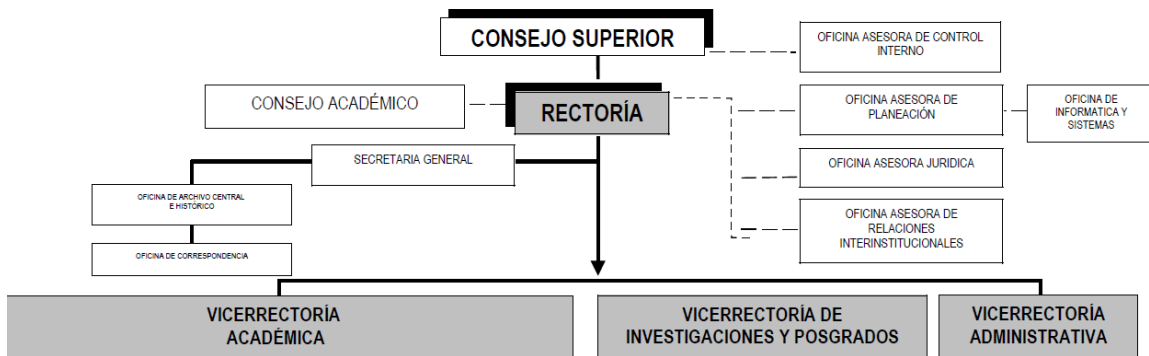 CONSEJO SUPERIOR
OFICINA ASESORA DE CONTROL
INTERNO
CONSEJO ACADÉMICO
RECTORÍA
OFICINA ASESORA DE
PLANEACIÓN
OFICINA DE
INFORMATICA Y
SISTEMAS
SECRETARIA GENERAL
OFICINA ASESORA JURIDICA
OFICINA DE ARCHIVO CENTRAL
E HISTÓRICO
OFICINA ASESORA DE
RELACIONES
INTERINSTITUCIONALES
OFICINA DE CORRESPONDENCIA
VICERRECTORÍA
ACADÉMICA
VICERRECTORÍA DE
INVESTIGACIONES Y POSGRADOS
VICERRECTORÍA
ADMINISTRATIVA